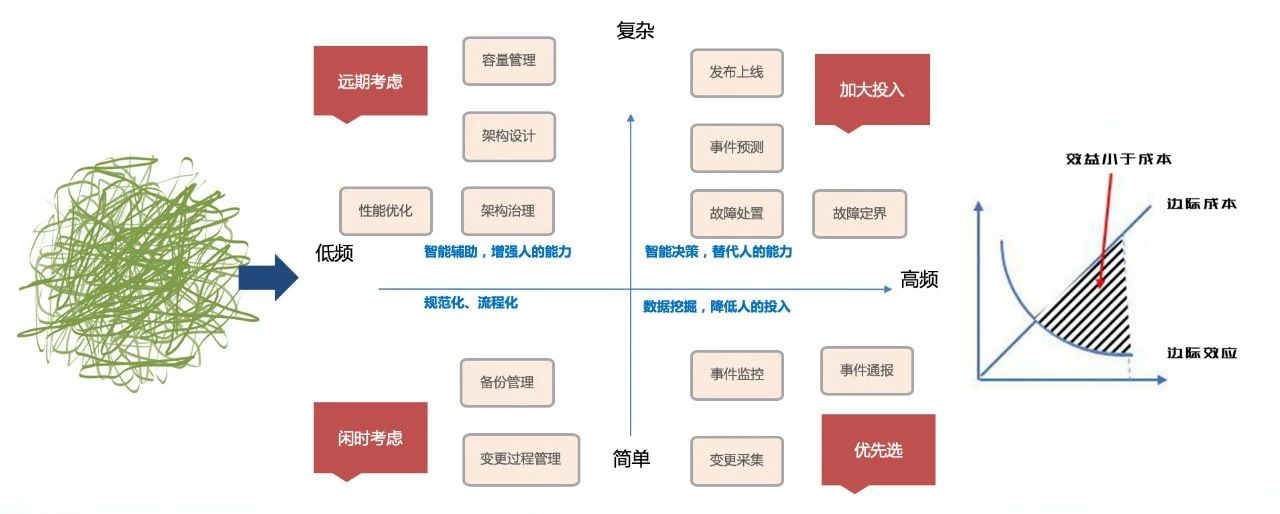 复杂
远期考虑
容量管理
发布上线
加大投入
架构设计
事件预测
性能优化
架构治理
故障处置
故障定界
低频
智能辅助，增强人的能力
智能决策，替代人的能力
高频
规范化、流程化
数据挖掘，降低人的投入
备份管理
事件监控
事件通报
闲时考虑
变更过程管理
简单
变更采集
优先选
效益小于成本
边际成本
边际效应